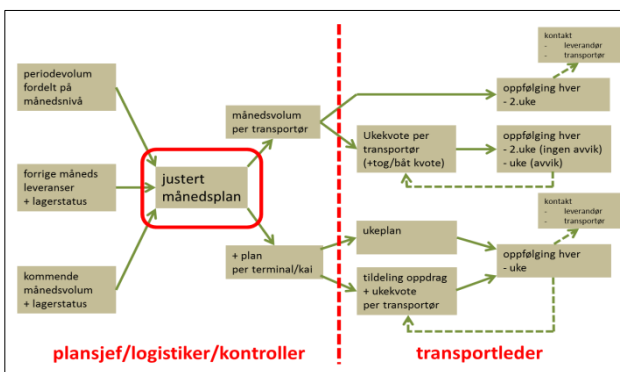 periodevolum
fordelt på
månedsnivå
forrige måneds
leveranser
+ lagerstatus
kommende
månedsvolum
+ lagerstatus
justert
månedsplan
månedsvolum
per transportør
+ plan
per terminal/kai
Ukekvote per
transportør
(+tog/båt kvote)
ukeplan
tildeling oppdrag
+ ukekvote
per transportør
kontakt
- leverandør
- transportør
oppfølging hver
- 2.uke
oppfølging hver
- 2.uke (ingen avvik)
- uke (avvik)
kontakt
- leverandør
- transportør
oppfølging hver
- uke
plansjef/logistiker/kontroller
transportleder